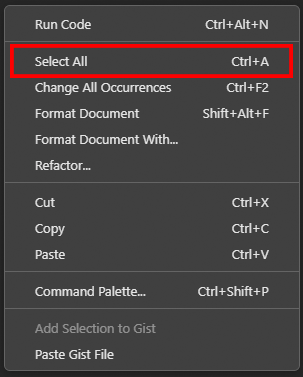 Run Code Ctrl+Alt+N
Select All Ctrl+A
Change All Occurrences Ctrl+F2
Format Document Shift+Alt+F
Format Document With...
Refactor...
Cut Ctrl+X
Copy Ctrl+C
Paste Ctrl+V
Command Palette... Ctrl+Shift+P
Add Selection to Gist
Paste Gist File